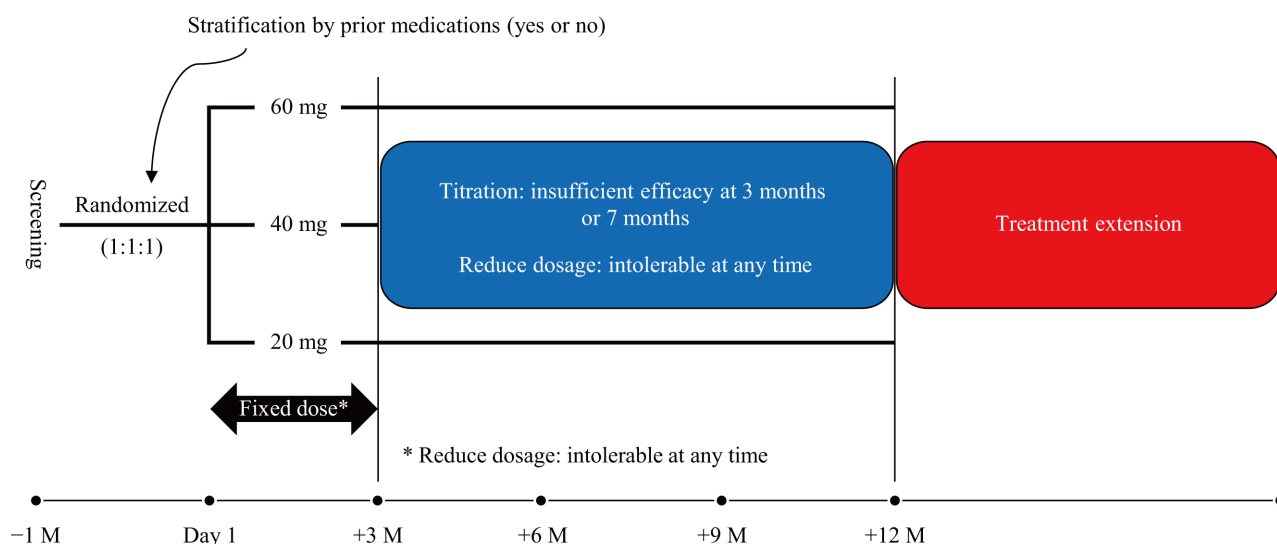 Stratification by prior medications (yes or no)
60 mg
Screening
Randomized
(1:1:1)
40 mg
Titration: insufficient efficacy at 3 months
or 7 months
Reduce dosage: intolerable at any time
Treatment extension
20 mg
Fixed dose*
* Reduce dosage: intolerable at any time
−1 M
Day 1
+3 M
+6 M
+9 M
+12 M